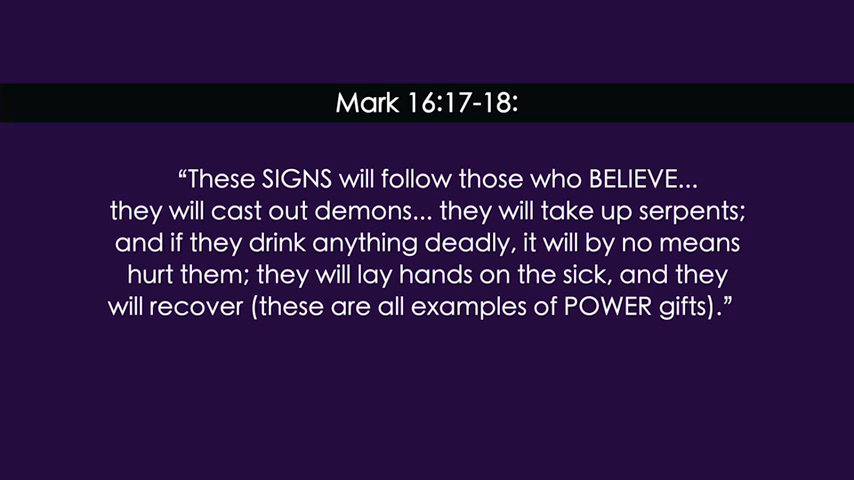 Mark 16:17-18:
“These SIGNS will follow those who BELIEVE...
they will cast out demons... they will take up serpents;
and if they drink anything deadly, it will by no means
hurt them; they will lay hands on the sick, and they
will recover (these are all examples of POWER gifts).”